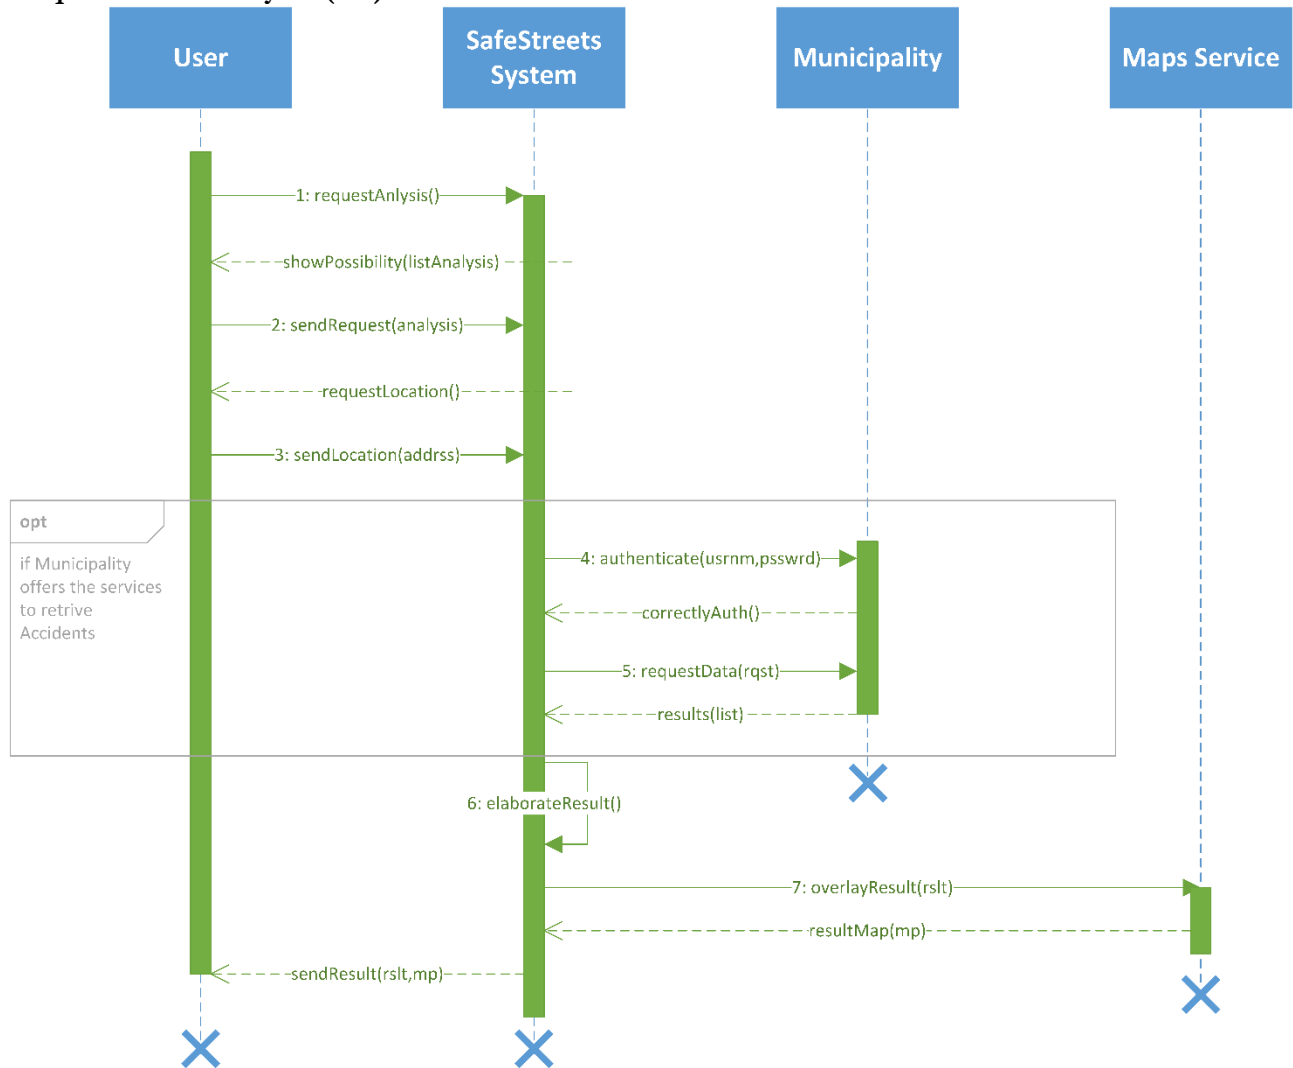 User
SafeStreets
System
Municipality
Maps Service
1: requestAnlysis()
showPossibility(listAnalysis)
2: sendRequest(analysis)
requestLocation()
3: sendLocation(addrss)
opt
if Municipality
offers the services
to retrive
Accidents
4: authenticate(usrnm,psswrd)
correctlyAuth()
5: requestData(rqst)
results(list)
6: elaborateResult()
7: overlayResult(rslt)
resultMap(mp)
sendResult(rslt,mp)